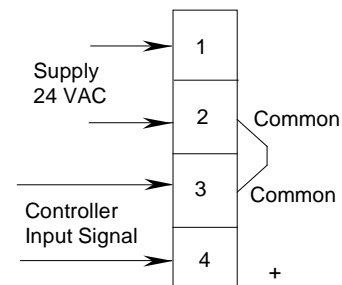 1
Supply
24 VAC
2
Common
3
Common
Controller
Input Signal
4
+